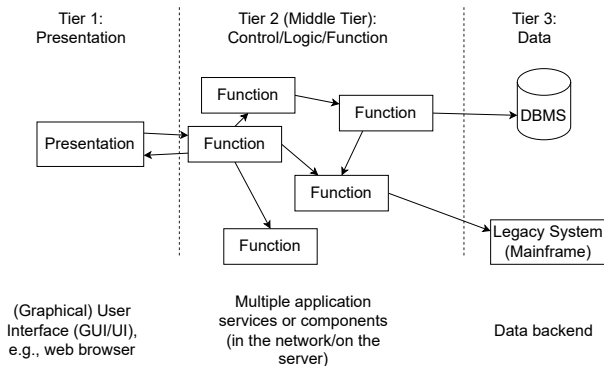 Tier 1:
Presentation
Tier 2 (Middle Tier):
Control/Logic/Function
Tier 3:
Data
Function
Function
DBMS
Presentation
Function
Function
Function
Legacy System
(Mainframe)
(Graphical) User
Interface (GUI/UI),
e.g., web browser
Multiple application
services or components
(in the network/on the
server)
Data backend